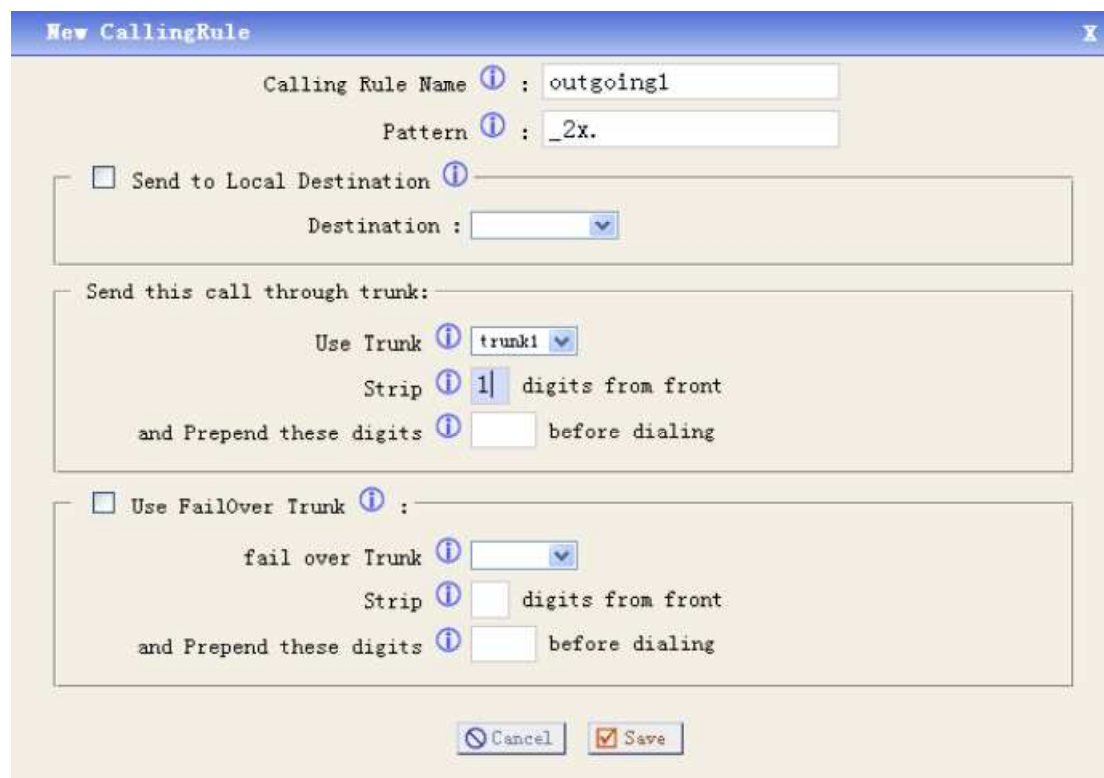 New CallingRule X
Calling Rule Name : outgoing1
Pattern : _2x.
Send to Local Destination
Destination :
Send this call through trunk:
Use Trunk trunk1
Strip 1 digits from front
and Prepend these digits before dialing
Use FailOver Trunk :
fail over Trunk
Strip digits from front
and Prepend these digits before dialing
Cancel Save